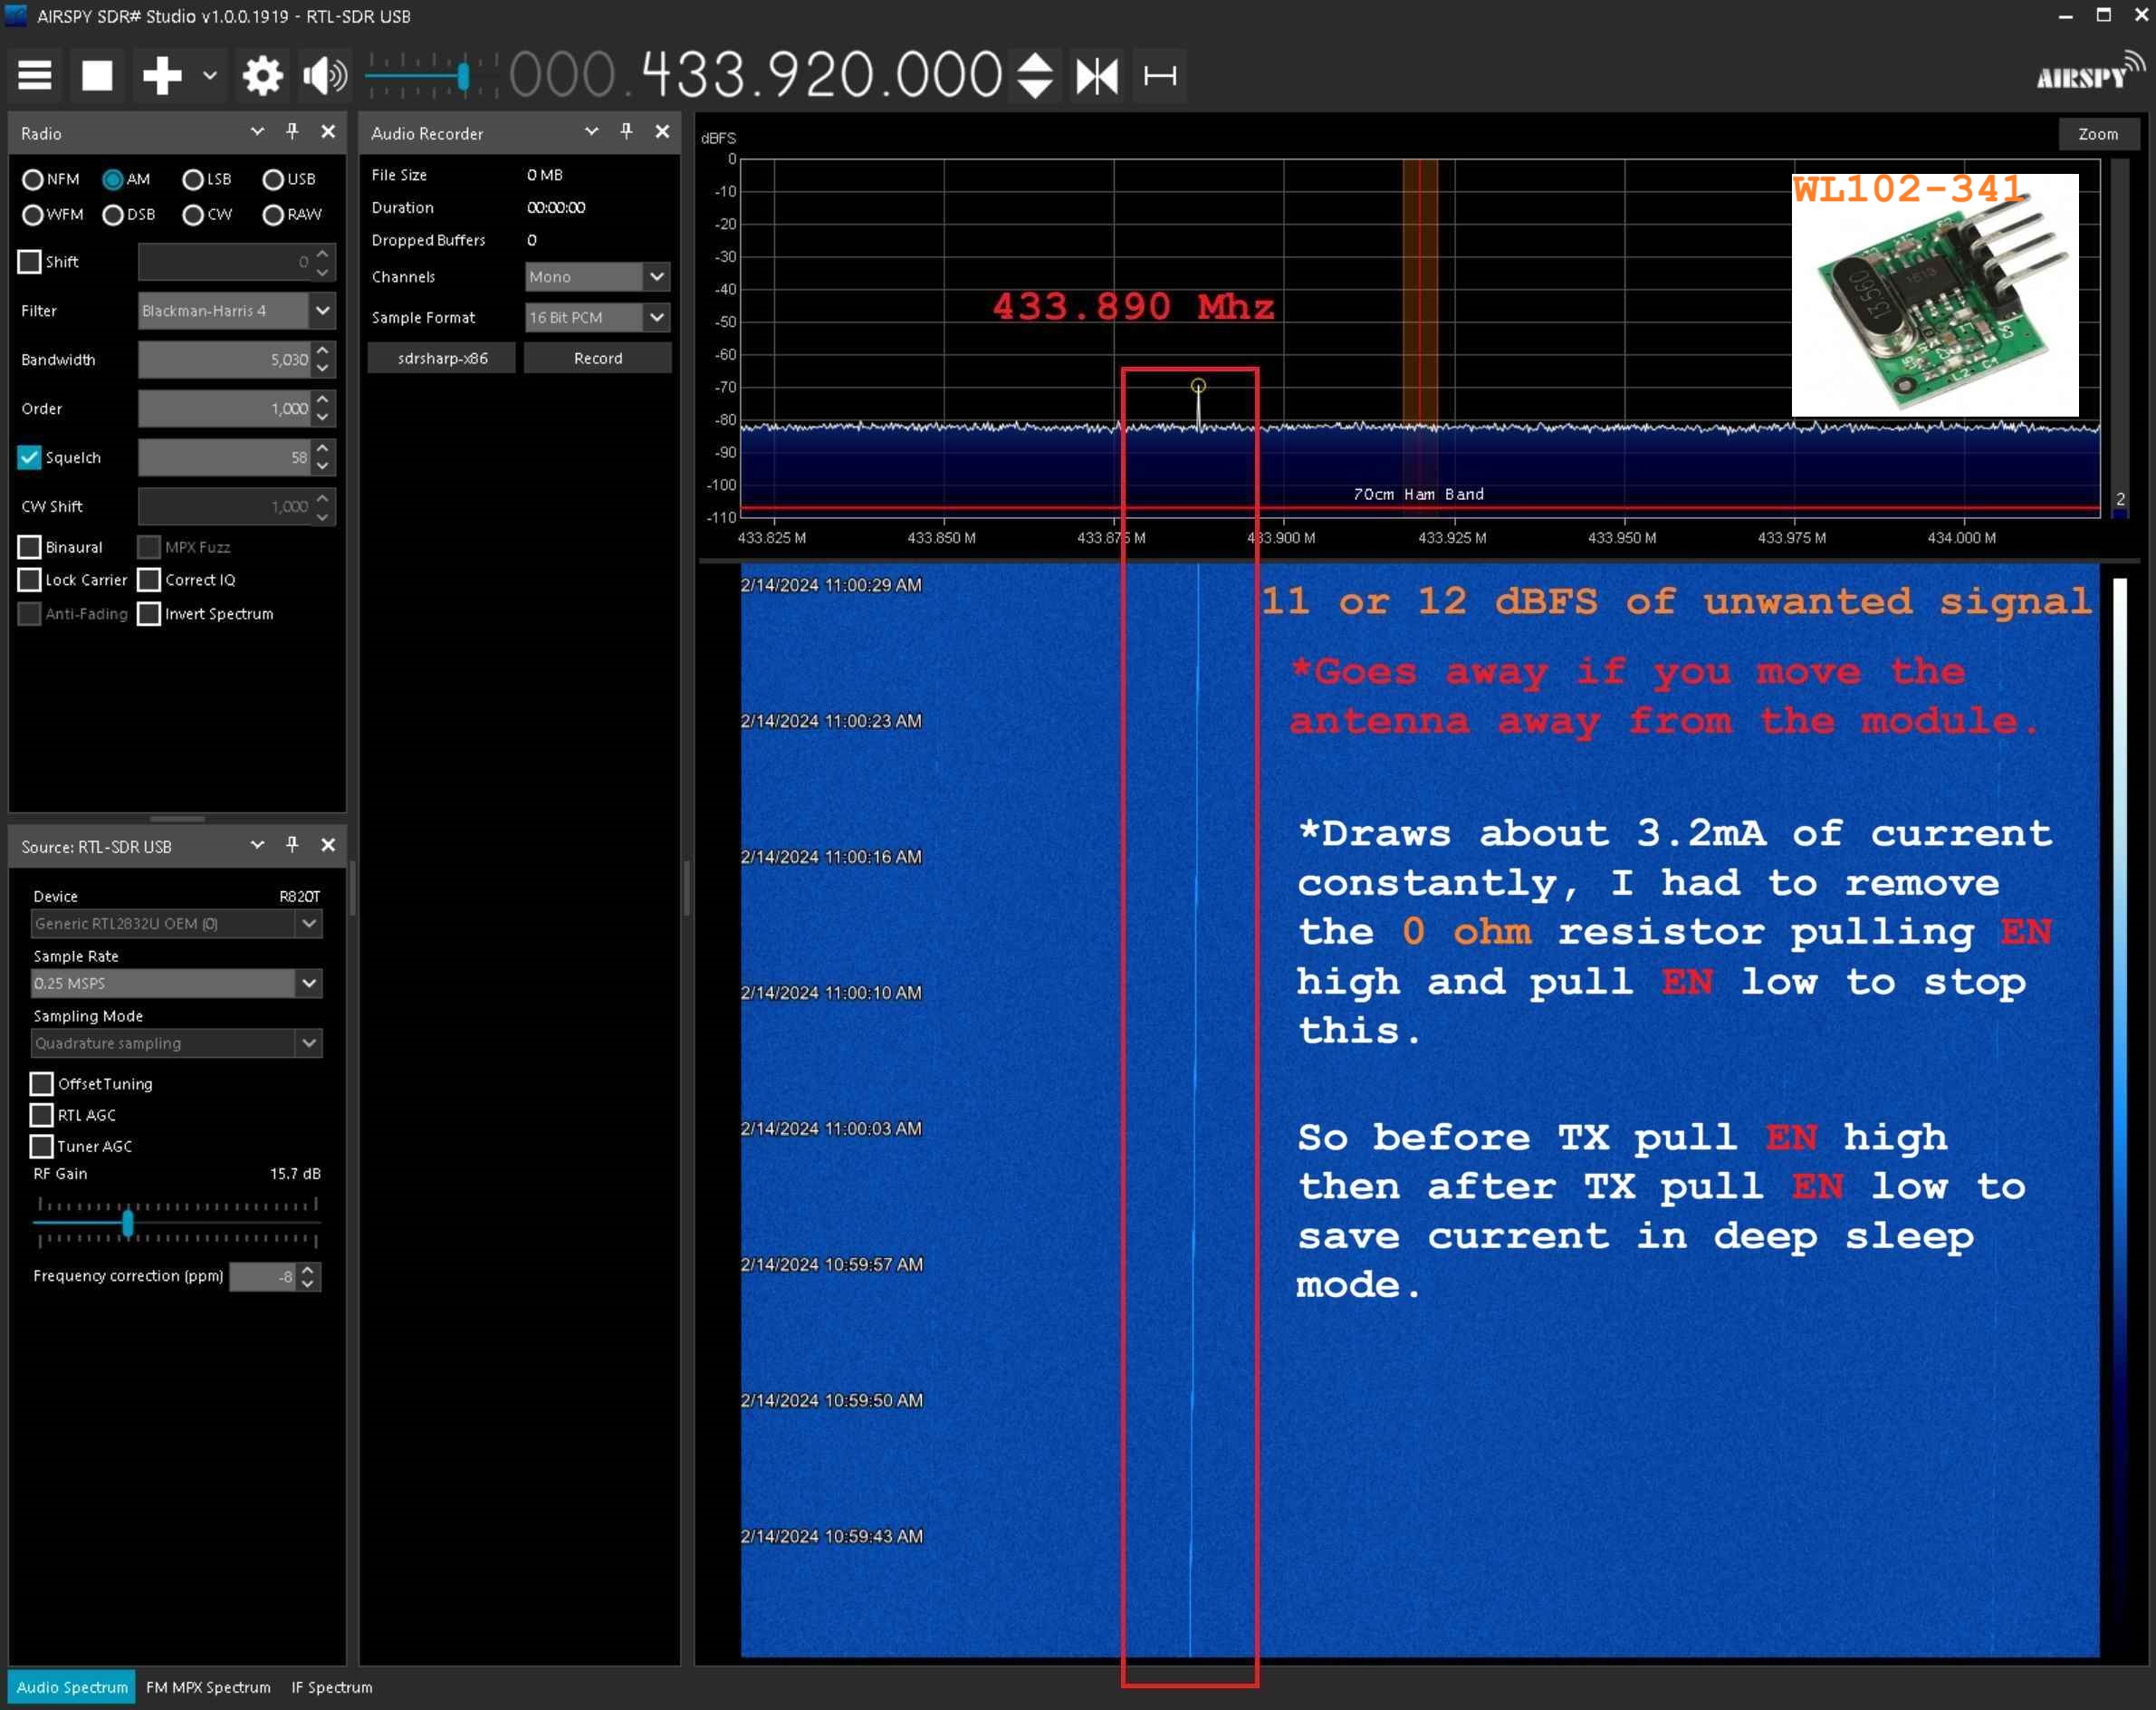 AIRSPY SDR# Studio v1.0.0.1919 - RTL-SDR USB
000.433.920.000
AIRSPY
Radio
NFM AM LSB USB
WFM DSB CW RAW
Shift 0
Filter Blackman-Harris 4
Bandwidth 5,030
Order 1,000
Squelch 58
CW Shift 1,000
Binaural MPX Fuzz
Lock Carrier Correct IQ
Anti-Fading Invert Spectrum
Source: RTL-SDR USB
Device R820T
Generic RTL2832U OEM (0)
Sample Rate
0.25 MSPS
Sampling Mode
Quadrature sampling
Offset Tuning
RTL AGC
Tuner AGC
RF Gain 15.7 dB
Frequency correction (ppm) -8
Audio Recorder
File Size 0 MB
Duration 00:00:00
Dropped Buffers 0
Channels Mono
Sample Format 16 Bit PCM
sdrsharp-x86 Record
dBFS
Zoom
0
-10
-20
-30
-40
-50
-60
-70
-80
-90
-100
-110
WL102-341
13.560
433.890 Mhz
70cm Ham Band
2
433.825 M 433.850 M 433.875 M 433.900 M 433.925 M 433.950 M 433.975 M 434.000 M
2/14/2024 11:00:29 AM
2/14/2024 11:00:23 AM
2/14/2024 11:00:16 AM
2/14/2024 11:00:10 AM
2/14/2024 11:00:03 AM
2/14/2024 10:59:57 AM
2/14/2024 10:59:50 AM
2/14/2024 10:59:43 AM
11 or 12 dBFS of unwanted signal
*Goes away if you move the
antenna away from the module.
*Draws about 3.2mA of current
constantly, I had to remove
the 0 ohm resistor pulling EN
high and pull EN low to stop
this.
So before TX pull EN high
then after TX pull EN low to
save current in deep sleep
mode.
Audio Spectrum FM MPX Spectrum IF Spectrum